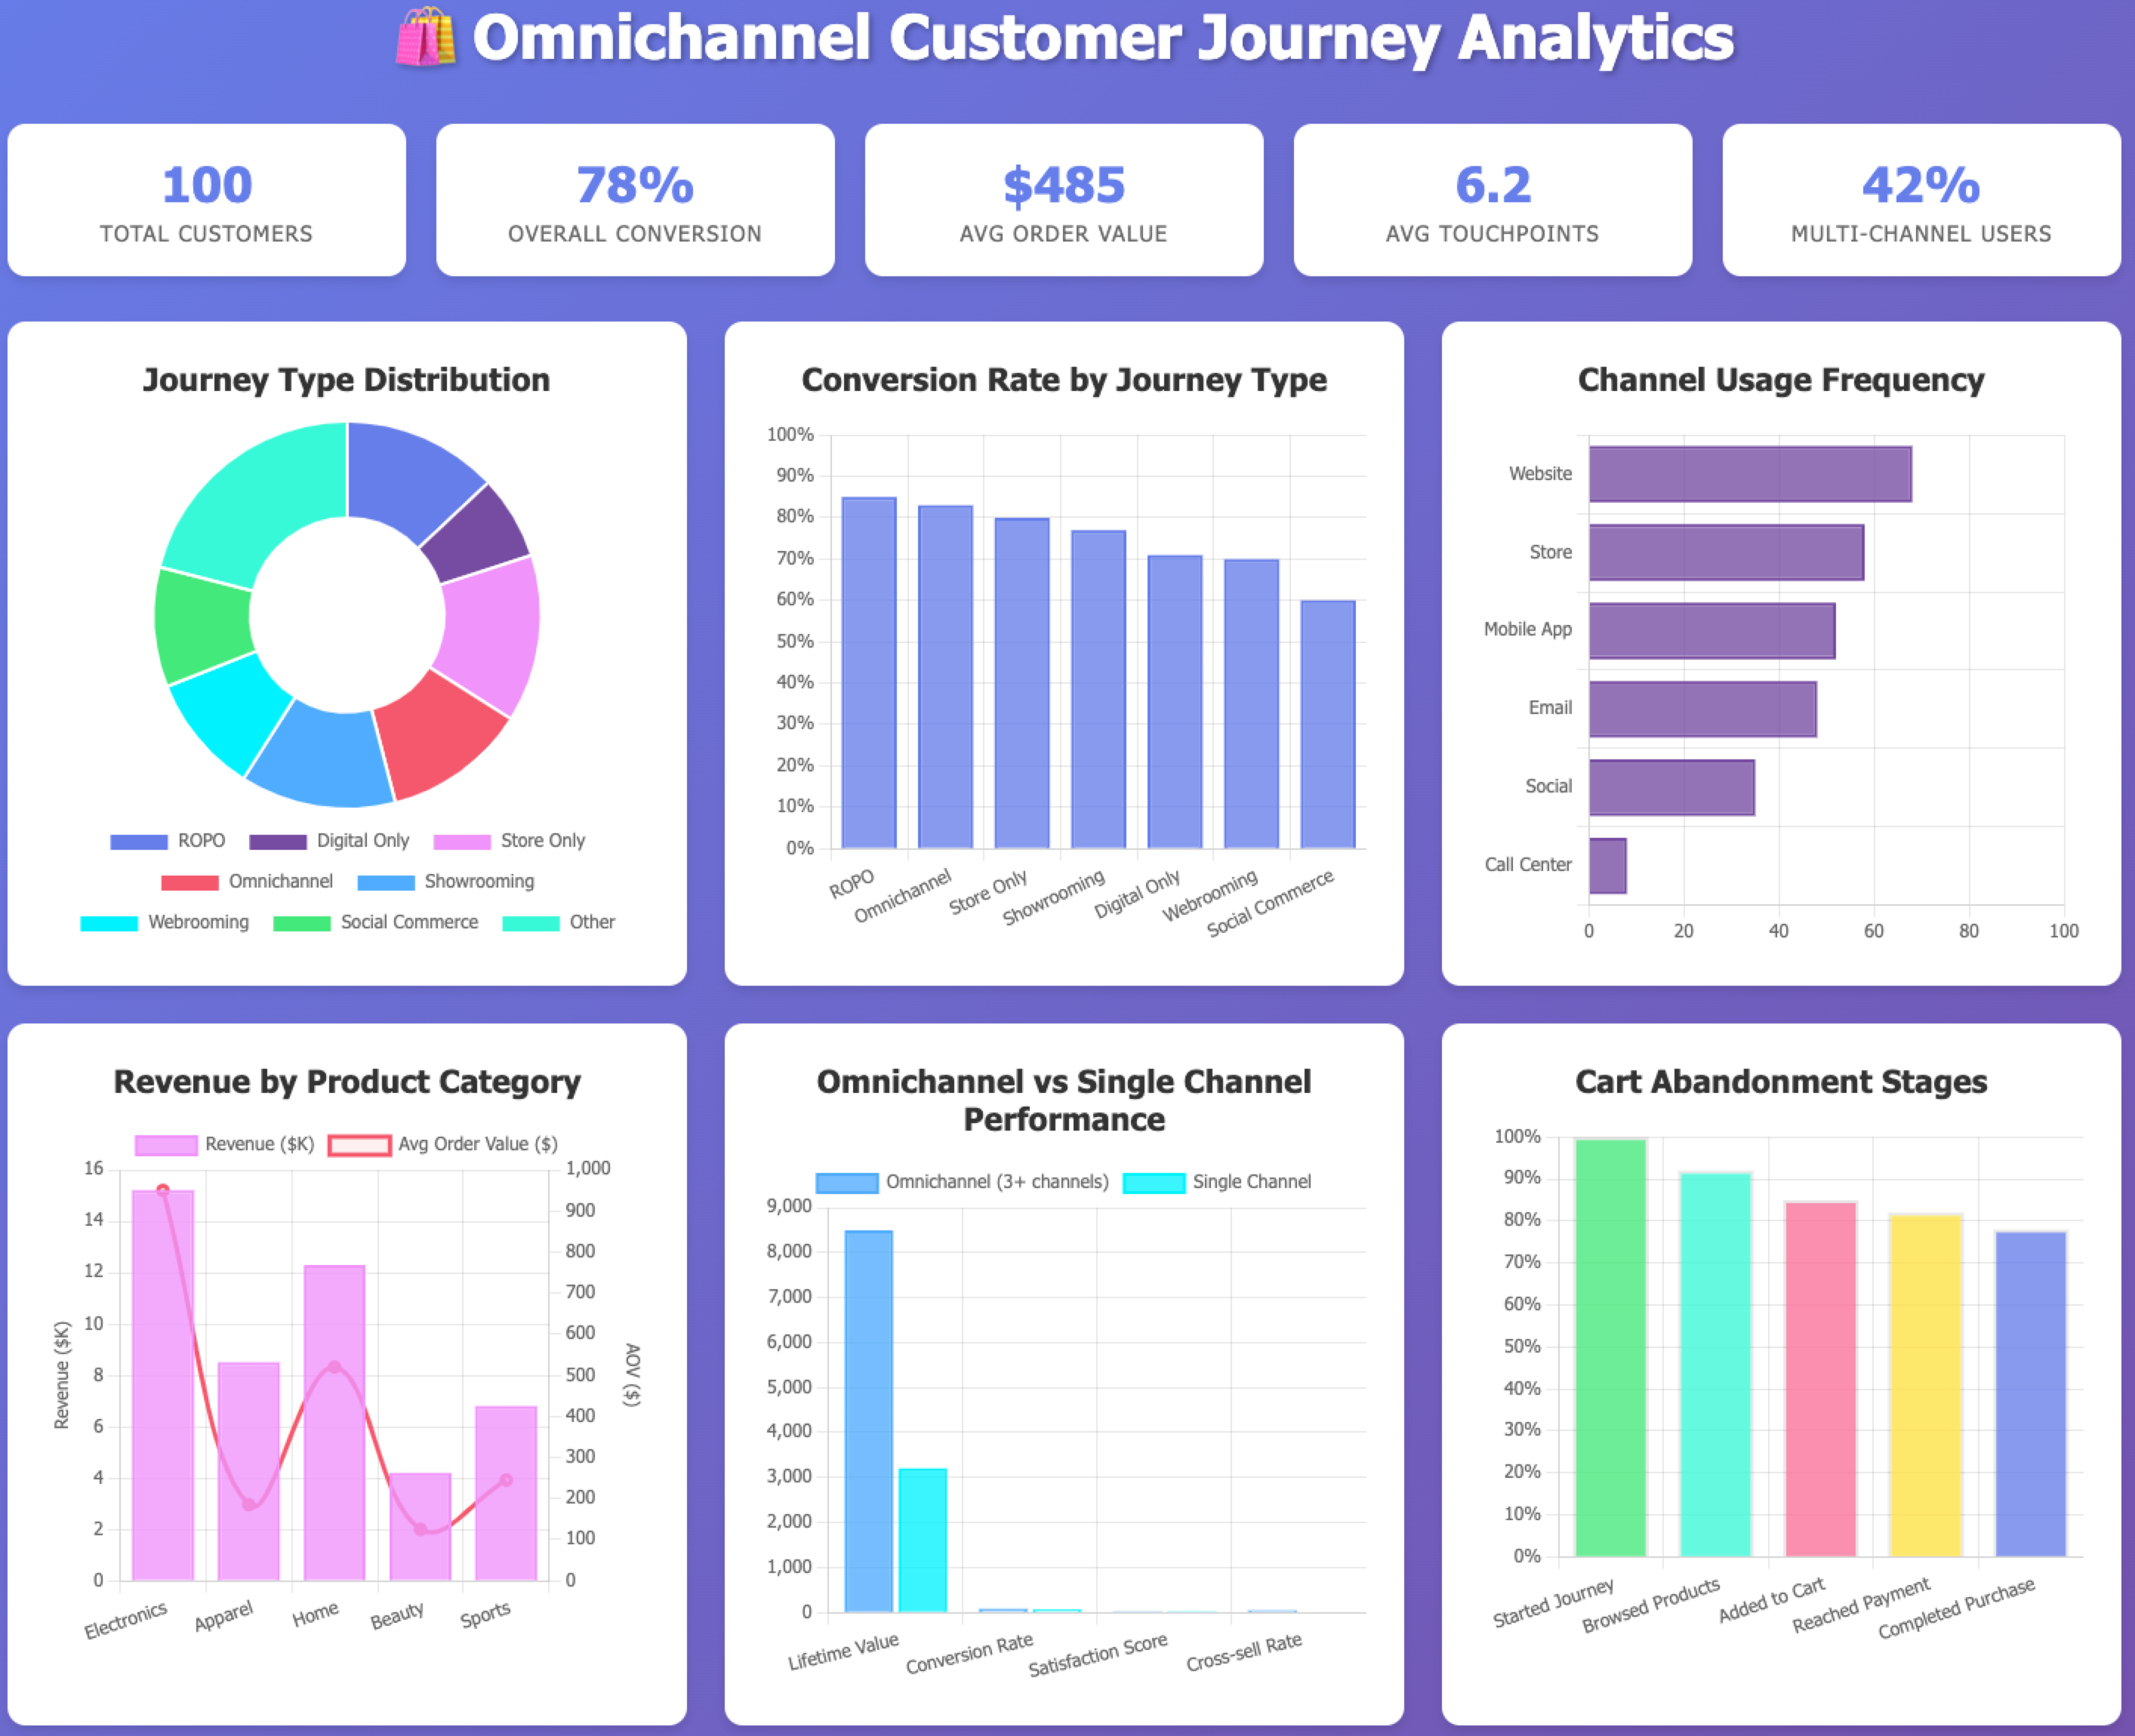 🛍️ Omnichannel Customer Journey Analytics
100
TOTAL CUSTOMERS
78%
OVERALL CONVERSION
$485
AVG ORDER VALUE
6.2
AVG TOUCHPOINTS
42%
MULTI-CHANNEL USERS
Journey Type Distribution
ROPO Digital Only Store Only
Omnichannel Showrooming
Webrooming Social Commerce Other
Conversion Rate by Journey Type
100%
90%
80%
70%
60%
50%
40%
30%
20%
10%
0%
ROPO
Omnichannel
Store Only
Showrooming
Digital Only
Webrooming
Social Commerce
Channel Usage Frequency
Website
Store
Mobile App
Email
Social
Call Center
0 20 40 60 80 100
Revenue by Product Category
Revenue ($K) Avg Order Value ($)
16
14
12
10
8
6
4
2
0
Revenue ($K)
1,000
900
800
700
600
500
400
300
200
100
0
AOV ($)
Electronics
Apparel
Home
Beauty
Sports
Omnichannel vs Single Channel
Performance
Omnichannel (3+ channels) Single Channel
9,000
8,000
7,000
6,000
5,000
4,000
3,000
2,000
1,000
0
Lifetime Value
Conversion Rate
Satisfaction Score
Cross-sell Rate
Cart Abandonment Stages
100%
90%
80%
70%
60%
50%
40%
30%
20%
10%
0%
Started Journey
Browsed Products
Added to Cart
Reached Payment
Completed Purchase